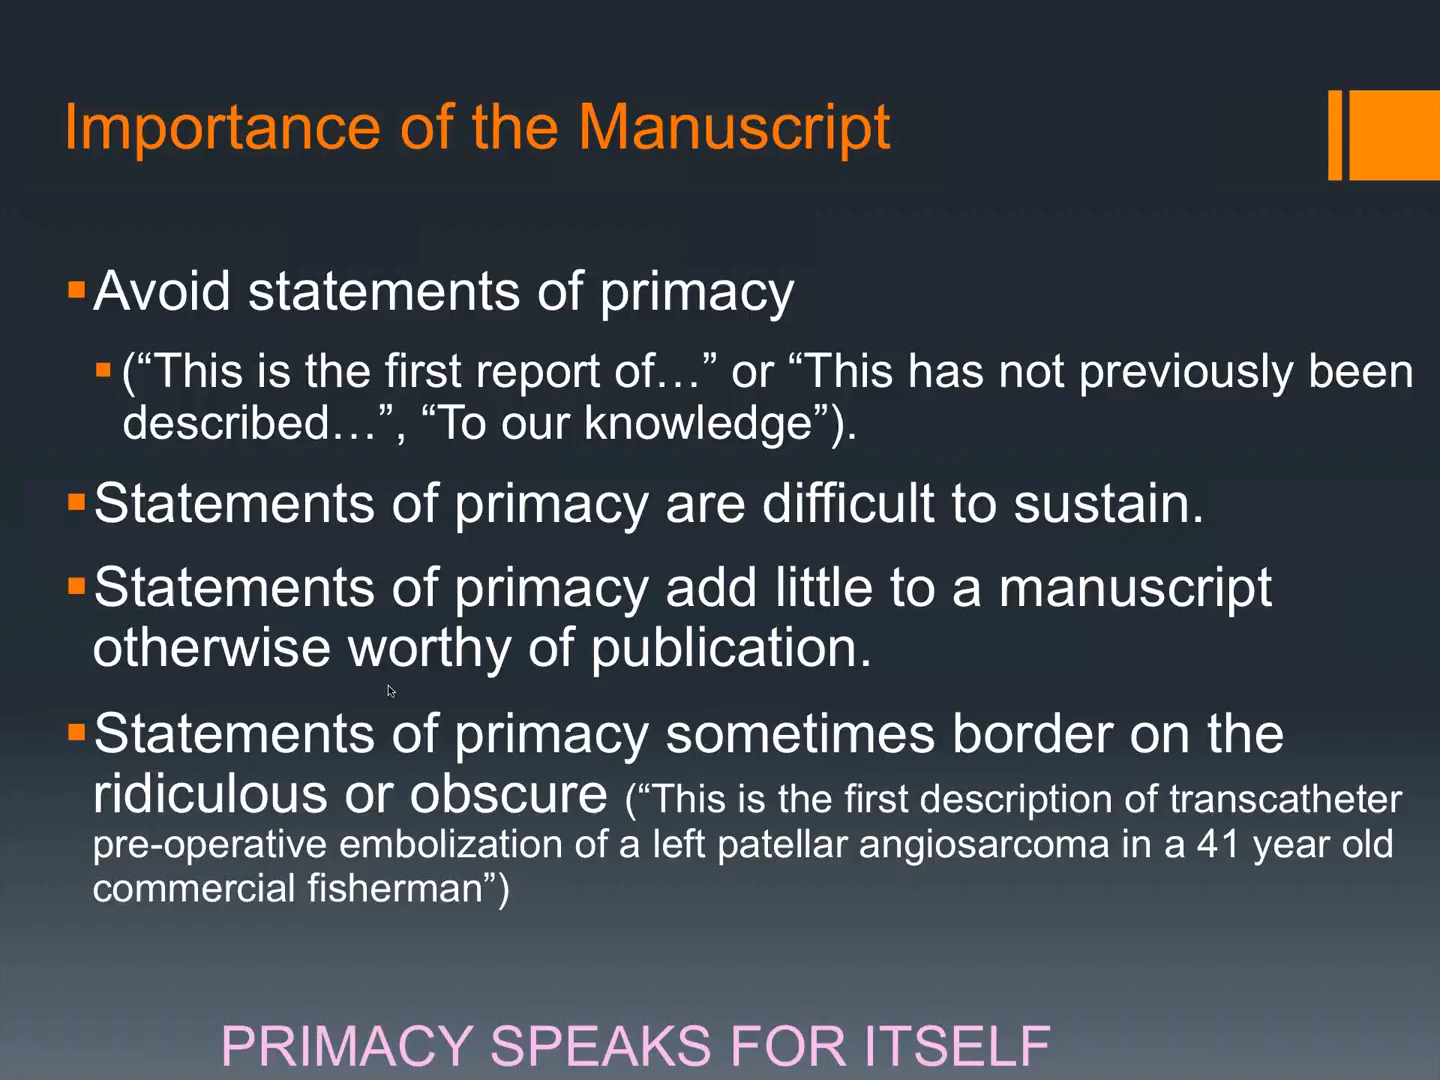 Importance of the Manuscript
Avoid statements of primacy
(“This is the first report of…” or “This has not previously been
described…”, “To our knowledge”).
Statements of primacy are difficult to sustain.
Statements of primacy add little to a manuscript
otherwise worthy of publication.
Statements of primacy sometimes border on the
ridiculous or obscure (“This is the first description of transcatheter
pre-operative embolization of a left patellar angiosarcoma in a 41 year old
commercial fisherman”)
PRIMACY SPEAKS FOR ITSELF